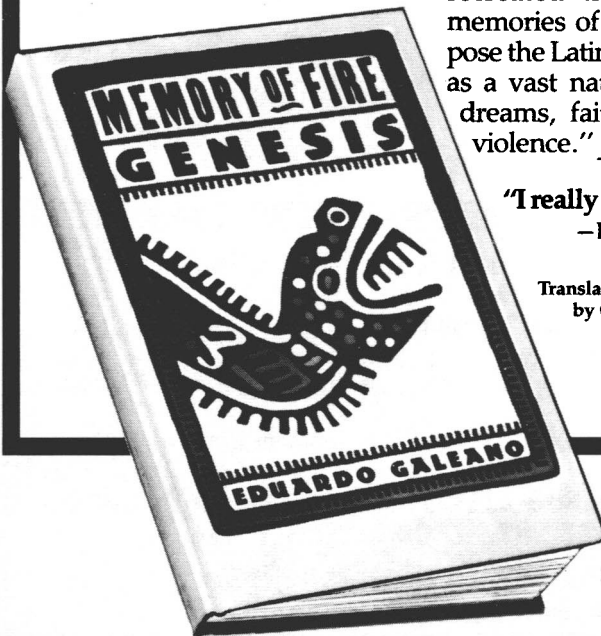 memories of
pose the Latin
as a vast nat
dreams, fai
violence."
"I really
Transla
by
MEMORY OF FIRE
GENESIS
EDUARDO GALEANO